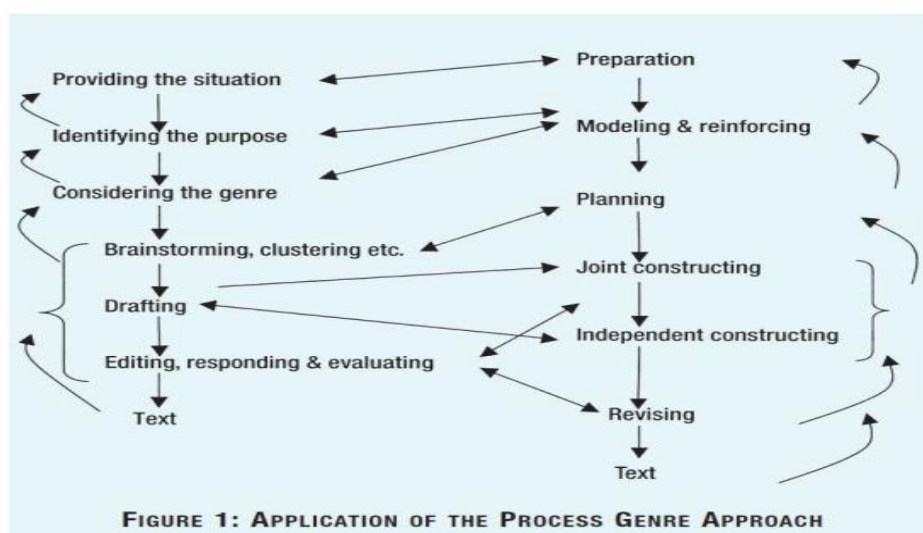 Providing the situation
Identifying the purpose
Considering the genre
Brainstorming, clustering etc.
Drafting
Editing, responding & evaluating
Text
Preparation
Modeling & reinforcing
Planning
Joint constructing
Independent constructing
Revising
Text
FIGURE 1: APPLICATION OF THE PROCESS GENRE APPROACH